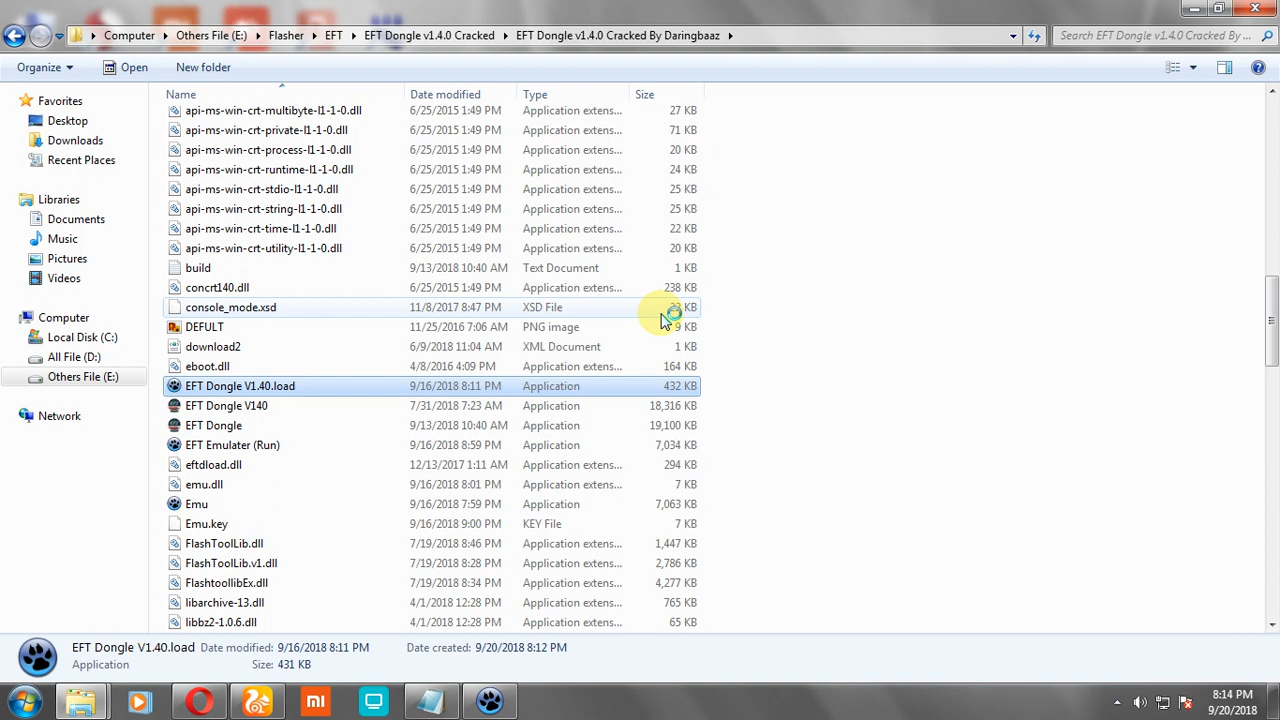 Computer Others File (E:) Flasher EFT EFT Dongle v1.4.0 Cracked EFT Dongle v1.4.0 Cracked By Daringbaaz Search EFT Dongle v1.4.0 Cracked By ...
Organize Open New folder
Name Date modified Type Size
Favorites
Desktop
Downloads
Recent Places
Libraries
Documents
Music
Pictures
Videos
Computer
Local Disk (C:)
All File (D:)
Others File (E:)
Network
api-ms-win-crt-multibyte-l1-1-0.dll 6/25/2015 1:49 PM Application extens... 27 KB
api-ms-win-crt-private-l1-1-0.dll 6/25/2015 1:49 PM Application extens... 71 KB
api-ms-win-crt-process-l1-1-0.dll 6/25/2015 1:49 PM Application extens... 20 KB
api-ms-win-crt-runtime-l1-1-0.dll 6/25/2015 1:49 PM Application extens... 24 KB
api-ms-win-crt-stdio-l1-1-0.dll 6/25/2015 1:49 PM Application extens... 25 KB
api-ms-win-crt-string-l1-1-0.dll 6/25/2015 1:49 PM Application extens... 25 KB
api-ms-win-crt-time-l1-1-0.dll 6/25/2015 1:49 PM Application extens... 22 KB
api-ms-win-crt-utility-l1-1-0.dll 6/25/2015 1:49 PM Application extens... 20 KB
build 9/13/2018 10:40 AM Text Document 1 KB
concrt140.dll 6/25/2015 1:49 PM Application extens... 238 KB
console_mode.xsd 11/8/2017 8:47 PM XSD File KB
DEFULT 11/25/2016 7:06 AM PNG image 9 KB
download2 6/9/2018 11:04 AM XML Document 1 KB
eboot.dll 4/8/2016 4:09 PM Application extens... 164 KB
EFT Dongle V1.40.load 9/16/2018 8:11 PM Application 432 KB
EFT Dongle V140 7/31/2018 7:23 AM Application 18,316 KB
EFT Dongle 9/13/2018 10:40 AM Application 19,100 KB
EFT Emulater (Run) 9/16/2018 8:59 PM Application 7,034 KB
eftdload.dll 12/13/2017 1:11 AM Application extens... 294 KB
emu.dll 9/16/2018 8:01 PM Application extens... 7 KB
Emu 9/16/2018 7:59 PM Application 7,063 KB
Emu.key 9/16/2018 9:00 PM KEY File 7 KB
FlashToolLib.dll 7/19/2018 8:46 PM Application extens... 1,447 KB
FlashToolLib.v1.dll 7/19/2018 8:28 PM Application extens... 2,786 KB
FlashtoollibEx.dll 7/19/2018 8:34 PM Application extens... 4,277 KB
libarchive-13.dll 4/1/2018 12:28 PM Application extens... 765 KB
libbz2-1.0.6.dll 4/1/2018 12:28 PM Application extens... 65 KB
EFT Dongle V1.40.load Date modified: 9/16/2018 8:11 PM Date created: 9/20/2018 8:12 PM
Application Size: 431 KB
8:14 PM
9/20/2018